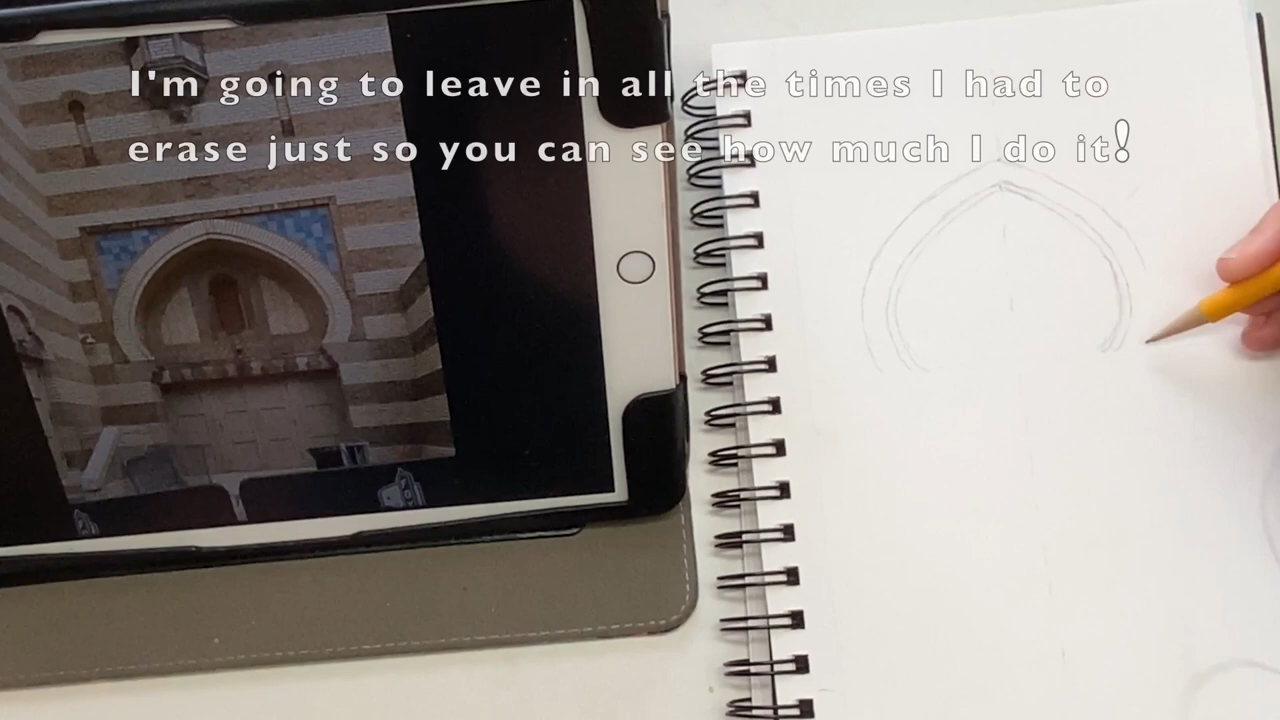 I'm going to leave in all the times I had to
erase just so you can see how much I do it!